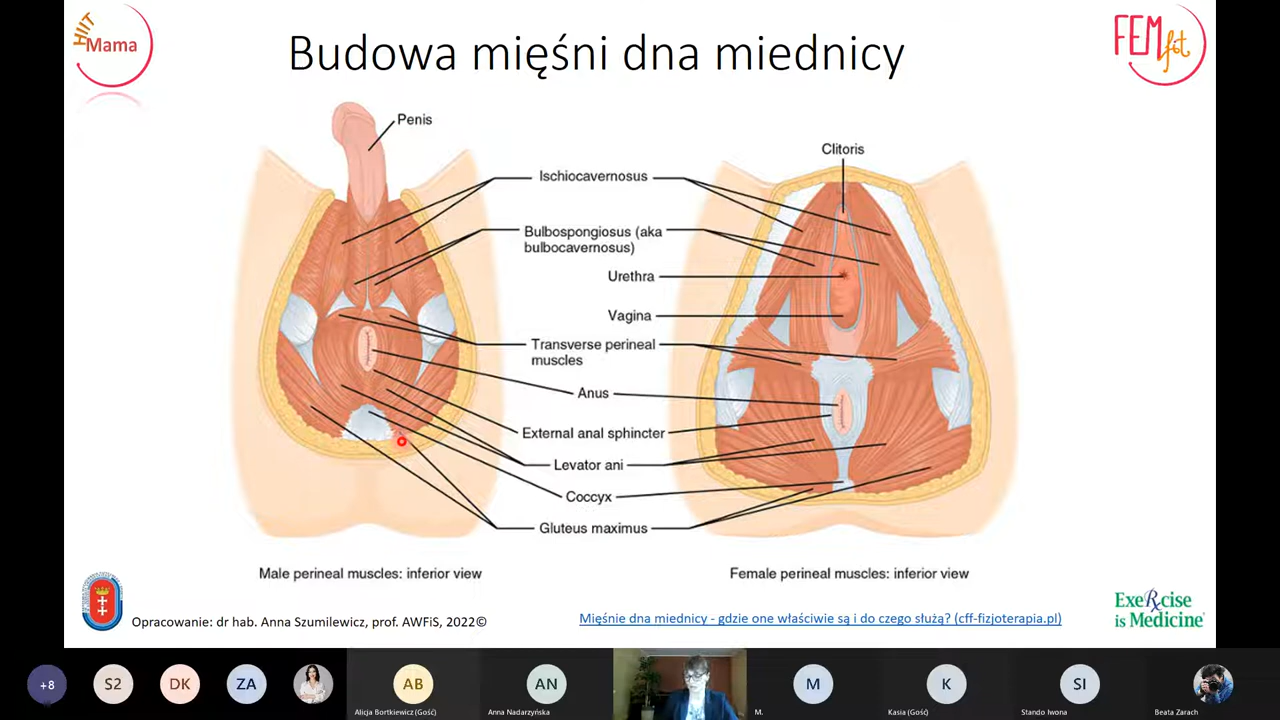 HIIT
Mama
FEM
fit
Budowa mięśni dna miednicy
Penis
Clitoris
Ischiocavernosus
Bulbospongiosus (aka
bulbocavernosus)
Urethra
Vagina
Transverse perineal
muscles
Anus
External anal sphincter
Levator ani
Coccyx
Gluteus maximus
Male perineal muscles: inferior view
Female perineal muscles: inferior view
Opracowanie: dr hab. Anna Szumilewicz, prof. AWFiS, 2022©
Mięśnie dna miednicy - gdzie one właściwie są i do czego służą? (cff-fizjoterapia.pl)
ExeRcise
is Medicine
+8
S2
DK
ZA
AB
AN
M
K
SI
Alicja Bortkiewicz (Gość)
Anna Nadarzyńska
M.
Kasia (Gość)
Stando Iwona
Beata Zarach